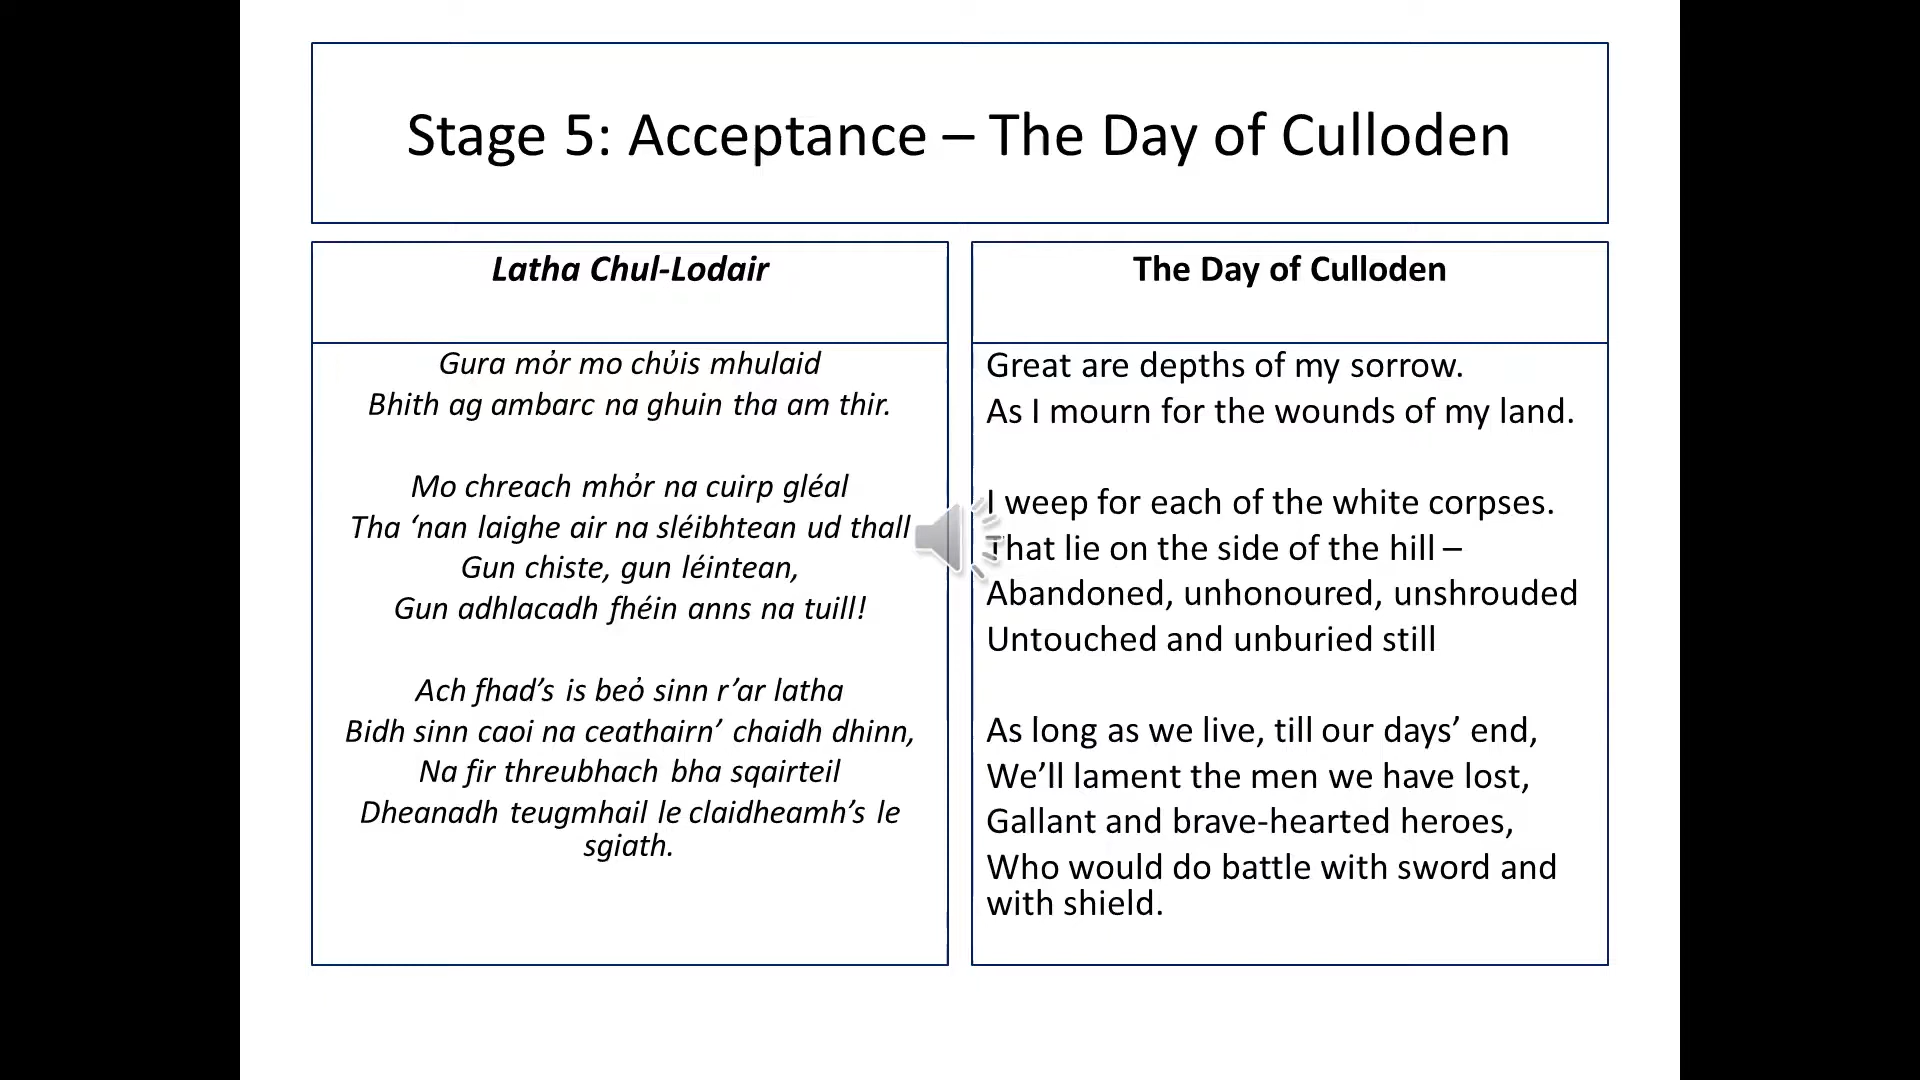 Stage 5: Acceptance – The Day of Culloden
Latha Chul-Lodair
Gura mȯr mo chu̇is mhulaid
Bhith ag ambarc na ghuin tha am thir.
Mo chreach mhȯr na cuirp gléal
Tha ‘nan laighe air na sléibhtean ud thall
Gun chiste, gun léintean,
Gun adhlacadh fhéin anns na tuill!
Ach fhad’s is beȯ sinn r’ar latha
Bidh sinn caoi na ceathairn’ chaidh dhinn,
Na fir threubhach bha sqairteil
Dheanadh teugmhail le claidheamh’s le
sgiath.
The Day of Culloden
Great are depths of my sorrow.
As I mourn for the wounds of my land.
I weep for each of the white corpses.
That lie on the side of the hill –
Abandoned, unhonoured, unshrouded
Untouched and unburied still
As long as we live, till our days’ end,
We’ll lament the men we have lost,
Gallant and brave-hearted heroes,
Who would do battle with sword and
with shield.